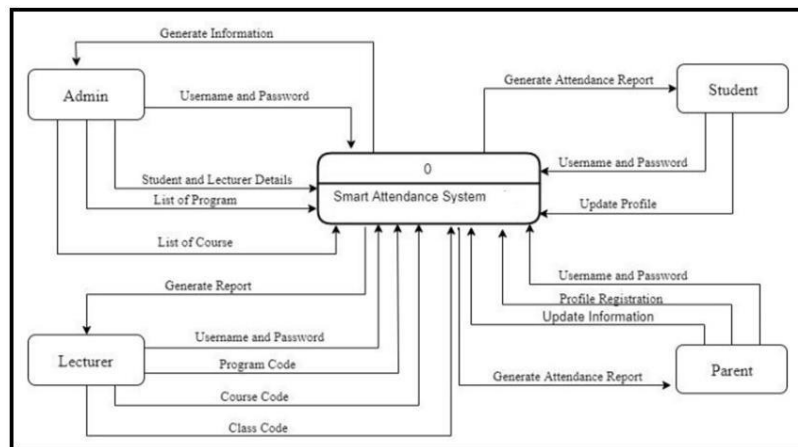 Generate Information
Admin
Username and Password
Generate Attendance Report
Student
0
Smart Attendance System
Username and Password
Student and Lecturer Details
List of Program
Update Profile
List of Course
Username and Password
Generate Report
Profile Registration
Update Information
Username and Password
Lecturer
Program Code
Generate Attendance Report
Parent
Course Code
Class Code